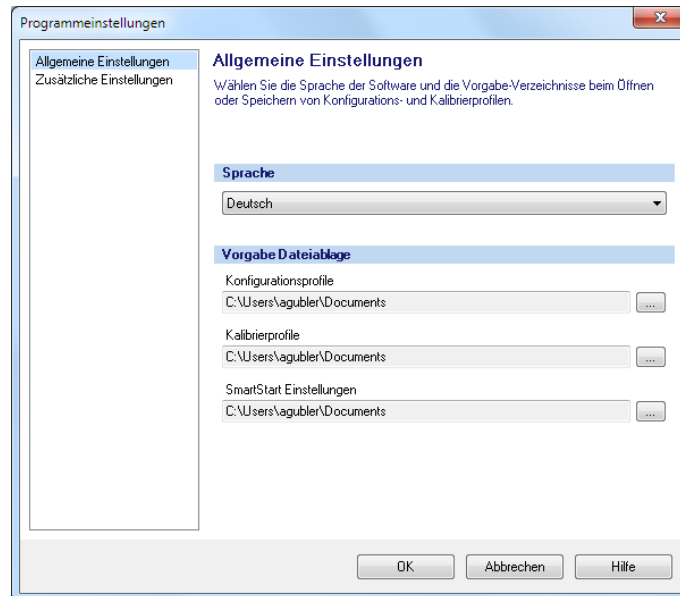 Programmeinstellungen
Allgemeine Einstellungen
Zusätzliche Einstellungen
Allgemeine Einstellungen
Wählen Sie die Sprache der Software und die Vorgabe-Verzeichnisse beim Öffnen
oder Speichern von Konfigurations- und Kalibrierprofilen.
Sprache
Deutsch
Vorgabe Dateiablage
Konfigurationsprofile
C:\Users\agubler\Documents
...
Kalibrierprofile
C:\Users\agubler\Documents
...
SmartStart Einstellungen
C:\Users\agubler\Documents
...
OK
Abbrechen
Hilfe